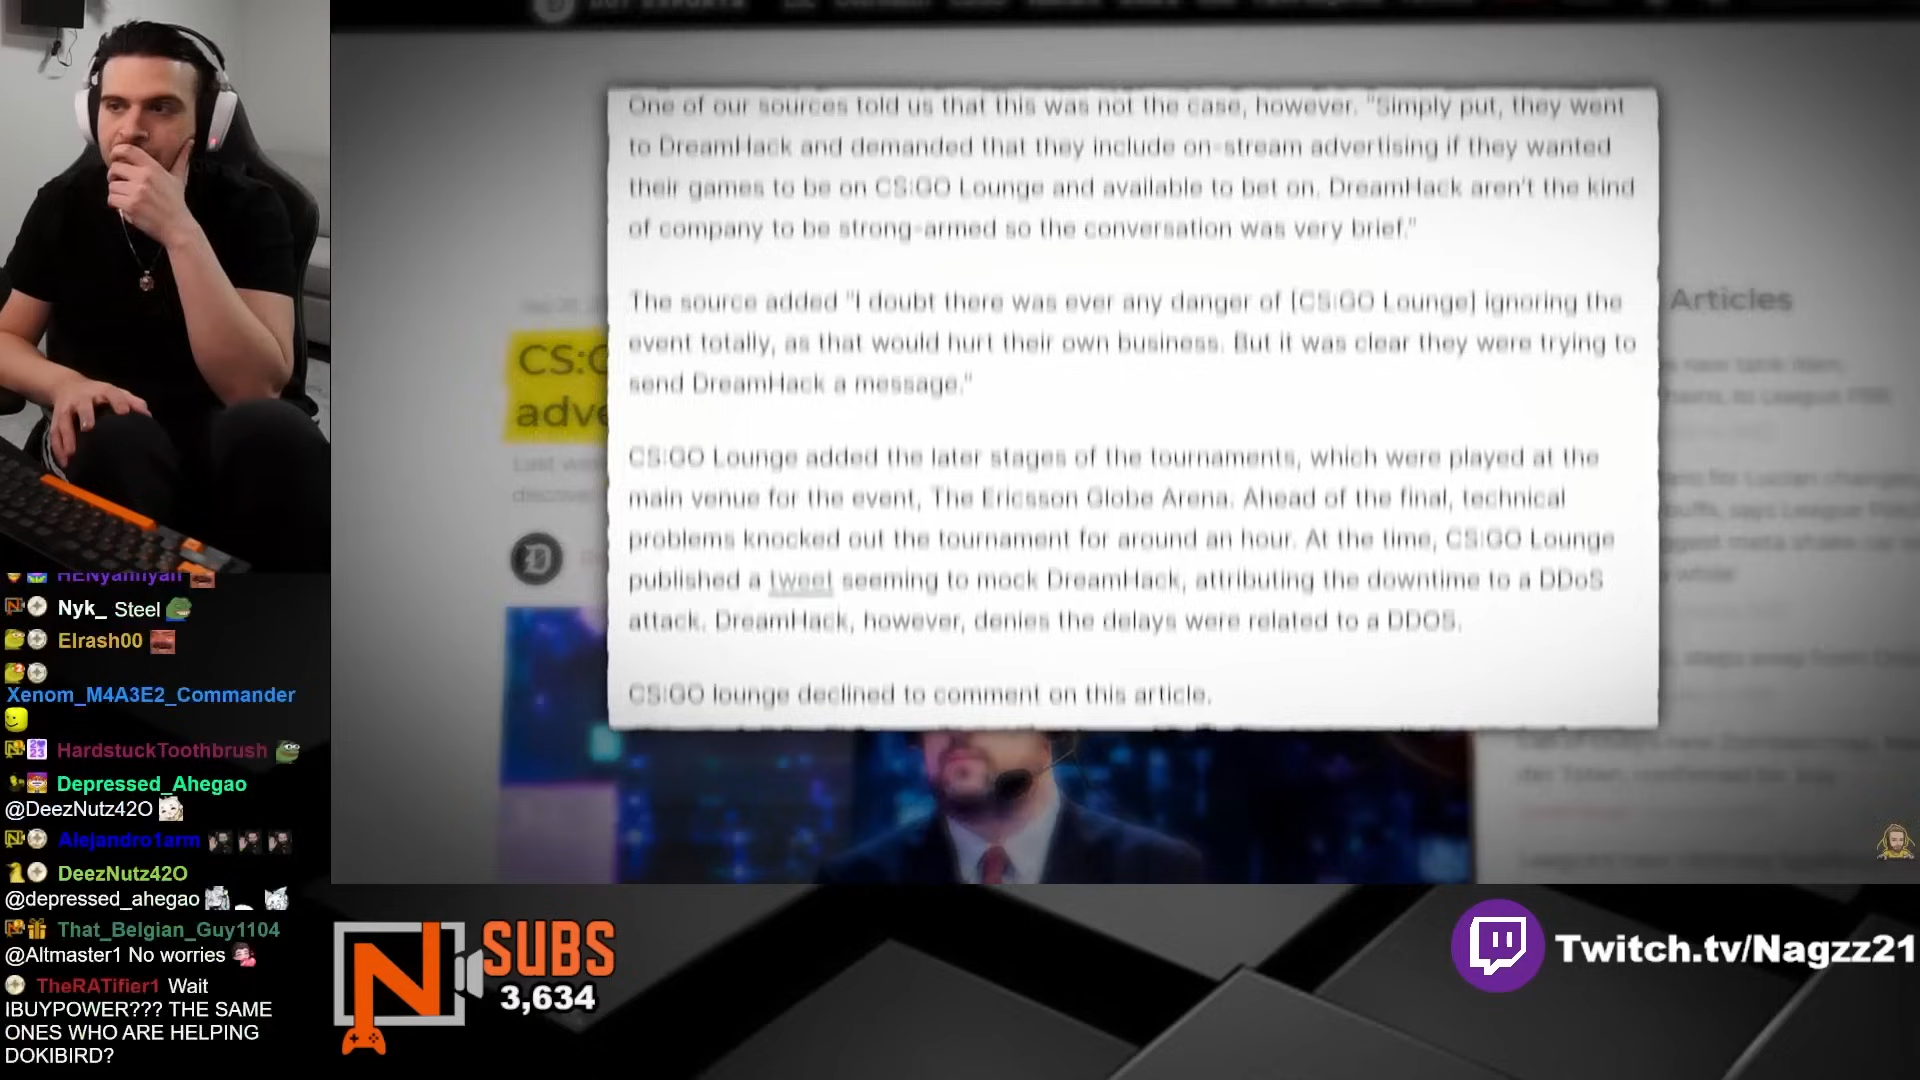 One of our sources told us that this was not the case, however. "Simply put, they went
to DreamHack and demanded that they include on-stream advertising if they wanted
their games to be on CS:GO Lounge and available to bet on. DreamHack aren't the kind
of company to be strong-armed so the conversation was very brief."
The source added "I doubt there was ever any danger of [CS:GO Lounge] ignoring the
event totally, as that would hurt their own business. But it was clear they were trying to
send DreamHack a message."
CS:GO Lounge added the later stages of the tournaments, which were played at the
main venue for the event, The Ericsson Globe Arena. Ahead of the final, technical
problems knocked out the tournament for around an hour. At the time, CS:GO Lounge
published a tweet seeming to mock DreamHack, attributing the downtime to a DDoS
attack. DreamHack, however, denies the delays were related to a DDOS.
CS:GO lounge declined to comment on this article.
CS:G
adve
Articles
Nyk_ Steel
Elrash00
Xenom_M4A3E2_Commander
HardstuckToothbrush
Depressed_Ahegao
@DeezNutz42O
Alejandro1arm
DeezNutz42O
@depressed_ahegao
That_Belgian_Guy1104
@Altmaster1 No worries
TheRATifier1 Wait
IBUYPOWER??? THE SAME
ONES WHO ARE HELPING
DOKIBIRD?
N
SUBS
3,634
Twitch.tv/Nagzz21